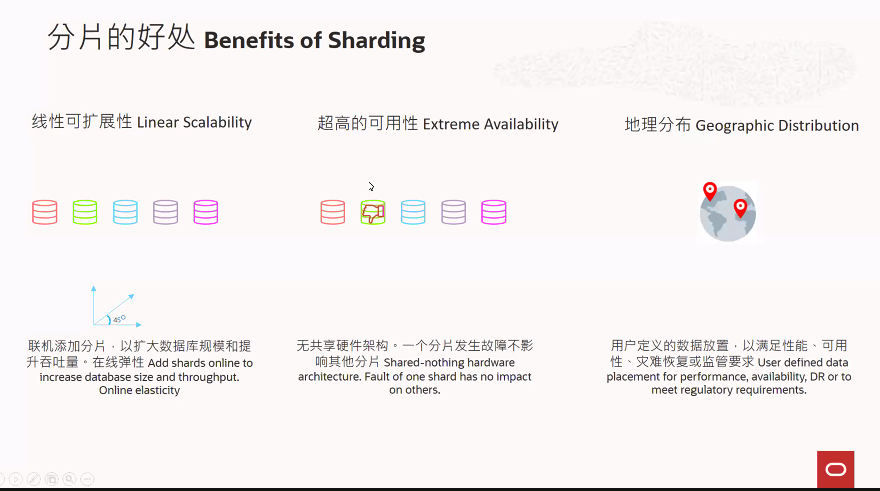 分片的好处 Benefits of Sharding
线性可扩展性 Linear Scalability
超高的可用性 Extreme Availability
地理分布 Geographic Distribution
45O
联机添加分片，以扩大数据库规模和提
升吞吐量。在线弹性 Add shards online to
increase database size and throughput.
Online elasticity
无共享硬件架构。一个分片发生故障不影
响其他分片 Shared-nothing hardware
architecture. Fault of one shard has no impact
on others.
用户定义的数据放置，以满足性能、可用
性、灾难恢复或监管要求 User defined data
placement for performance, availability, DR or to
meet regulatory requirements.